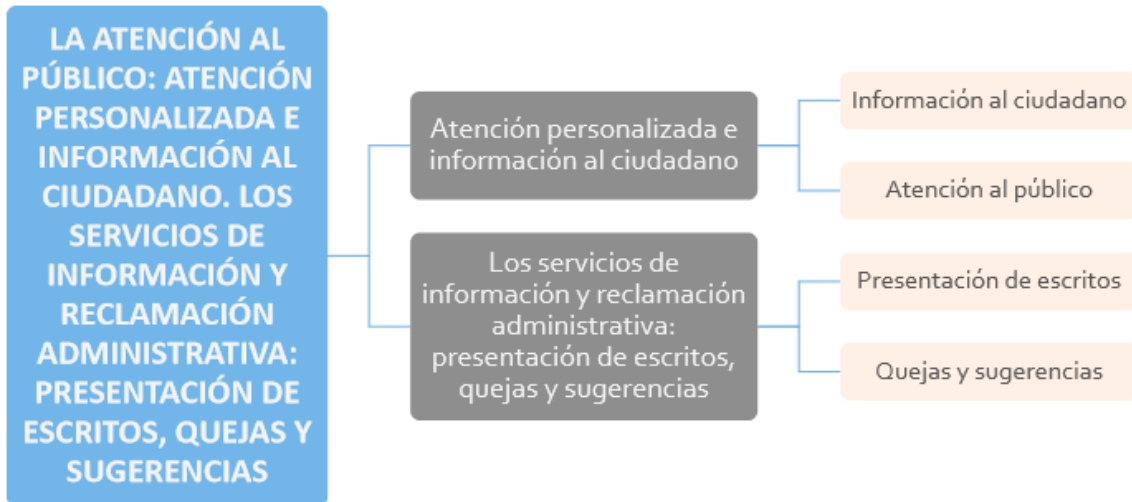 LA ATENCIÓN AL
PÚBLICO: ATENCIÓN
PERSONALIZADA E
INFORMACIÓN AL
CIUDADANO. LOS
SERVICIOS DE
INFORMACIÓN Y
RECLAMACIÓN
ADMINISTRATIVA:
PRESENTACIÓN DE
ESCRITOS, QUEJAS Y
SUGERENCIAS
Atención personalizada e
información al ciudadano
Información al ciudadano
Atención al público
Los servicios de
información y reclamación
administrativa:
presentación de escritos,
quejas y sugerencias
Presentación de escritos
Quejas y sugerencias